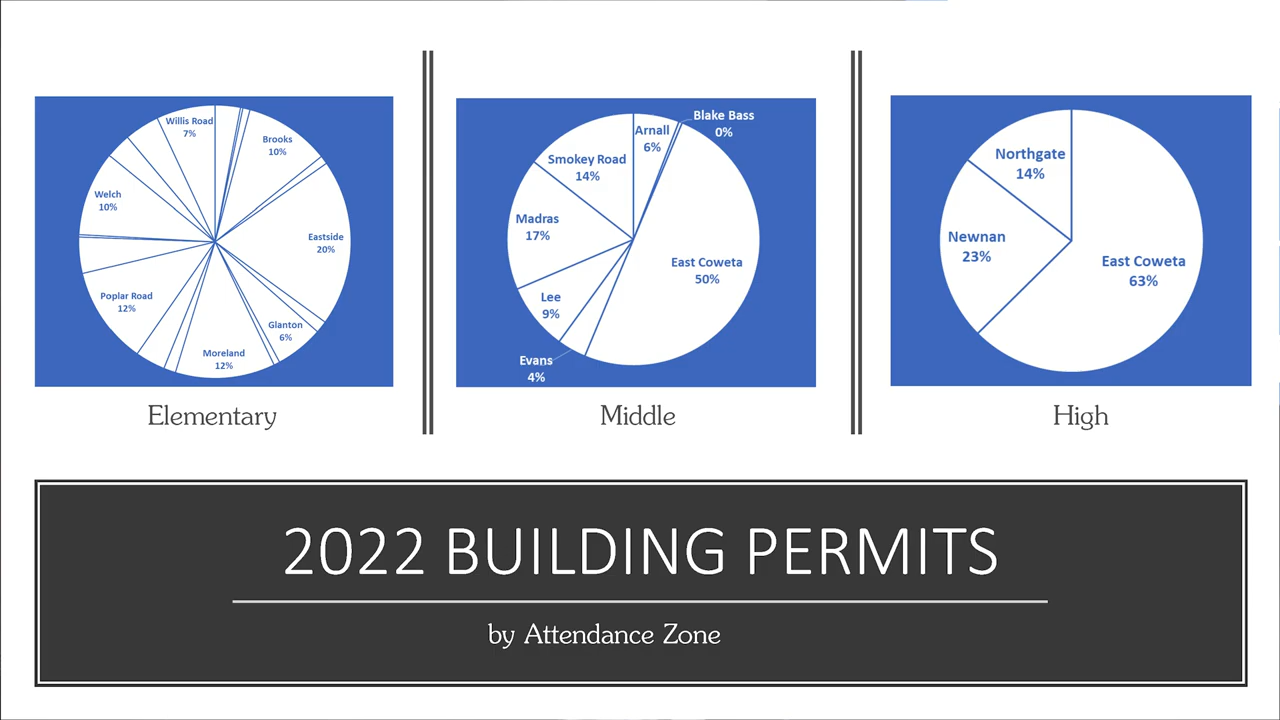 Willis Road
7%
Brooks
10%
Welch
10%
Eastside
20%
Poplar Road
12%
Glanton
6%
Moreland
12%
Elementary
Blake Bass
0%
Arnall
6%
Smokey Road
14%
Madras
17%
East Coweta
50%
Lee
9%
Evans
4%
Middle
Northgate
14%
Newnan
23%
East Coweta
63%
High
2022 BUILDING PERMITS
by Attendance Zone